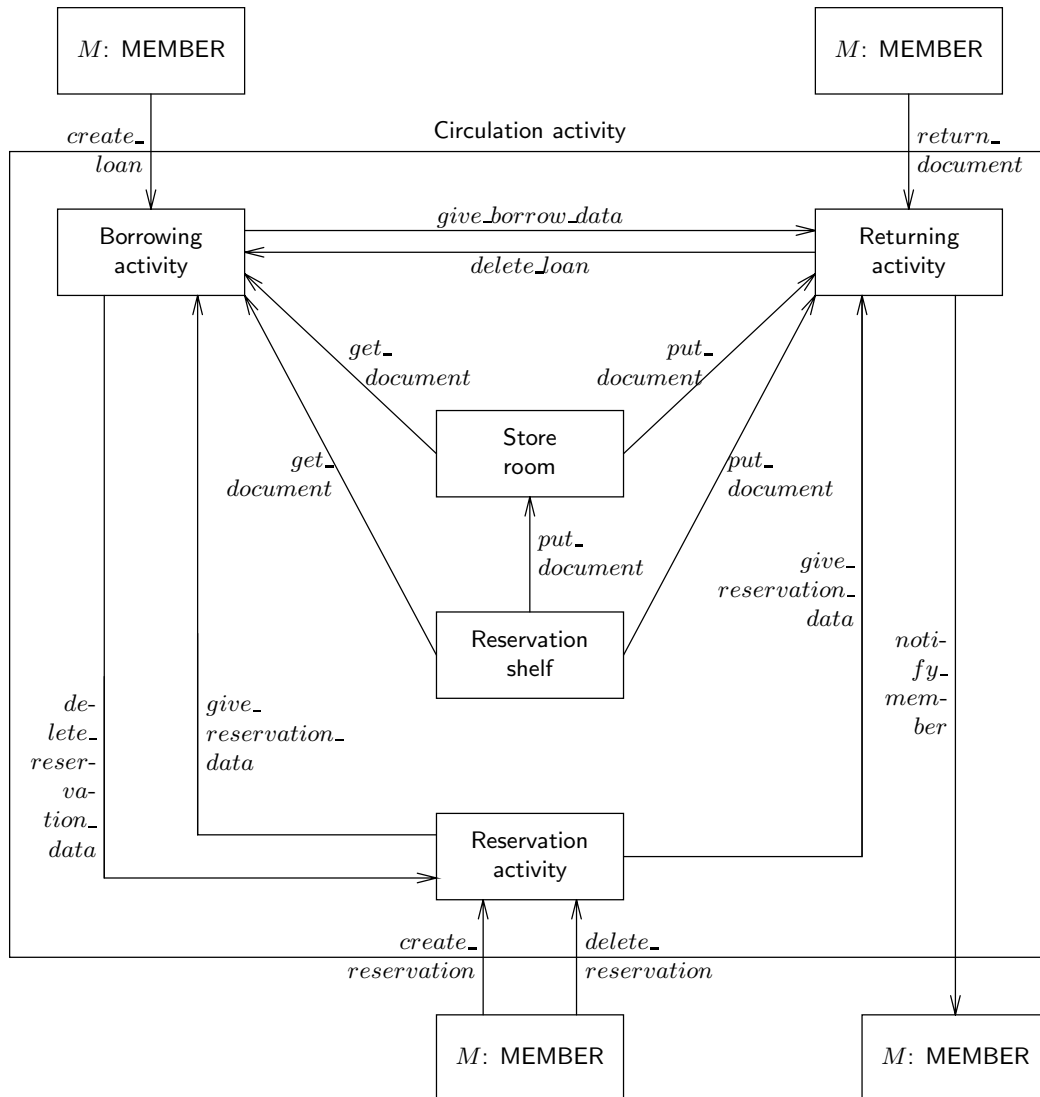 M: MEMBER
M: MEMBER
create_
loan
Circulation activity
return_
document
Borrowing
activity
give_borrow_data
delete_loan
Returning
activity
get_
document
put_
document
Store
room
get_
document
put_
document
put_
document
give_
reservation_
data
Reservation
shelf
noti-
fy_
mem-
ber
de-
lete_
reser-
va-
tion_
data
give_
reservation_
data
Reservation
activity
create_
reservation
delete_
reservation
M: MEMBER
M: MEMBER